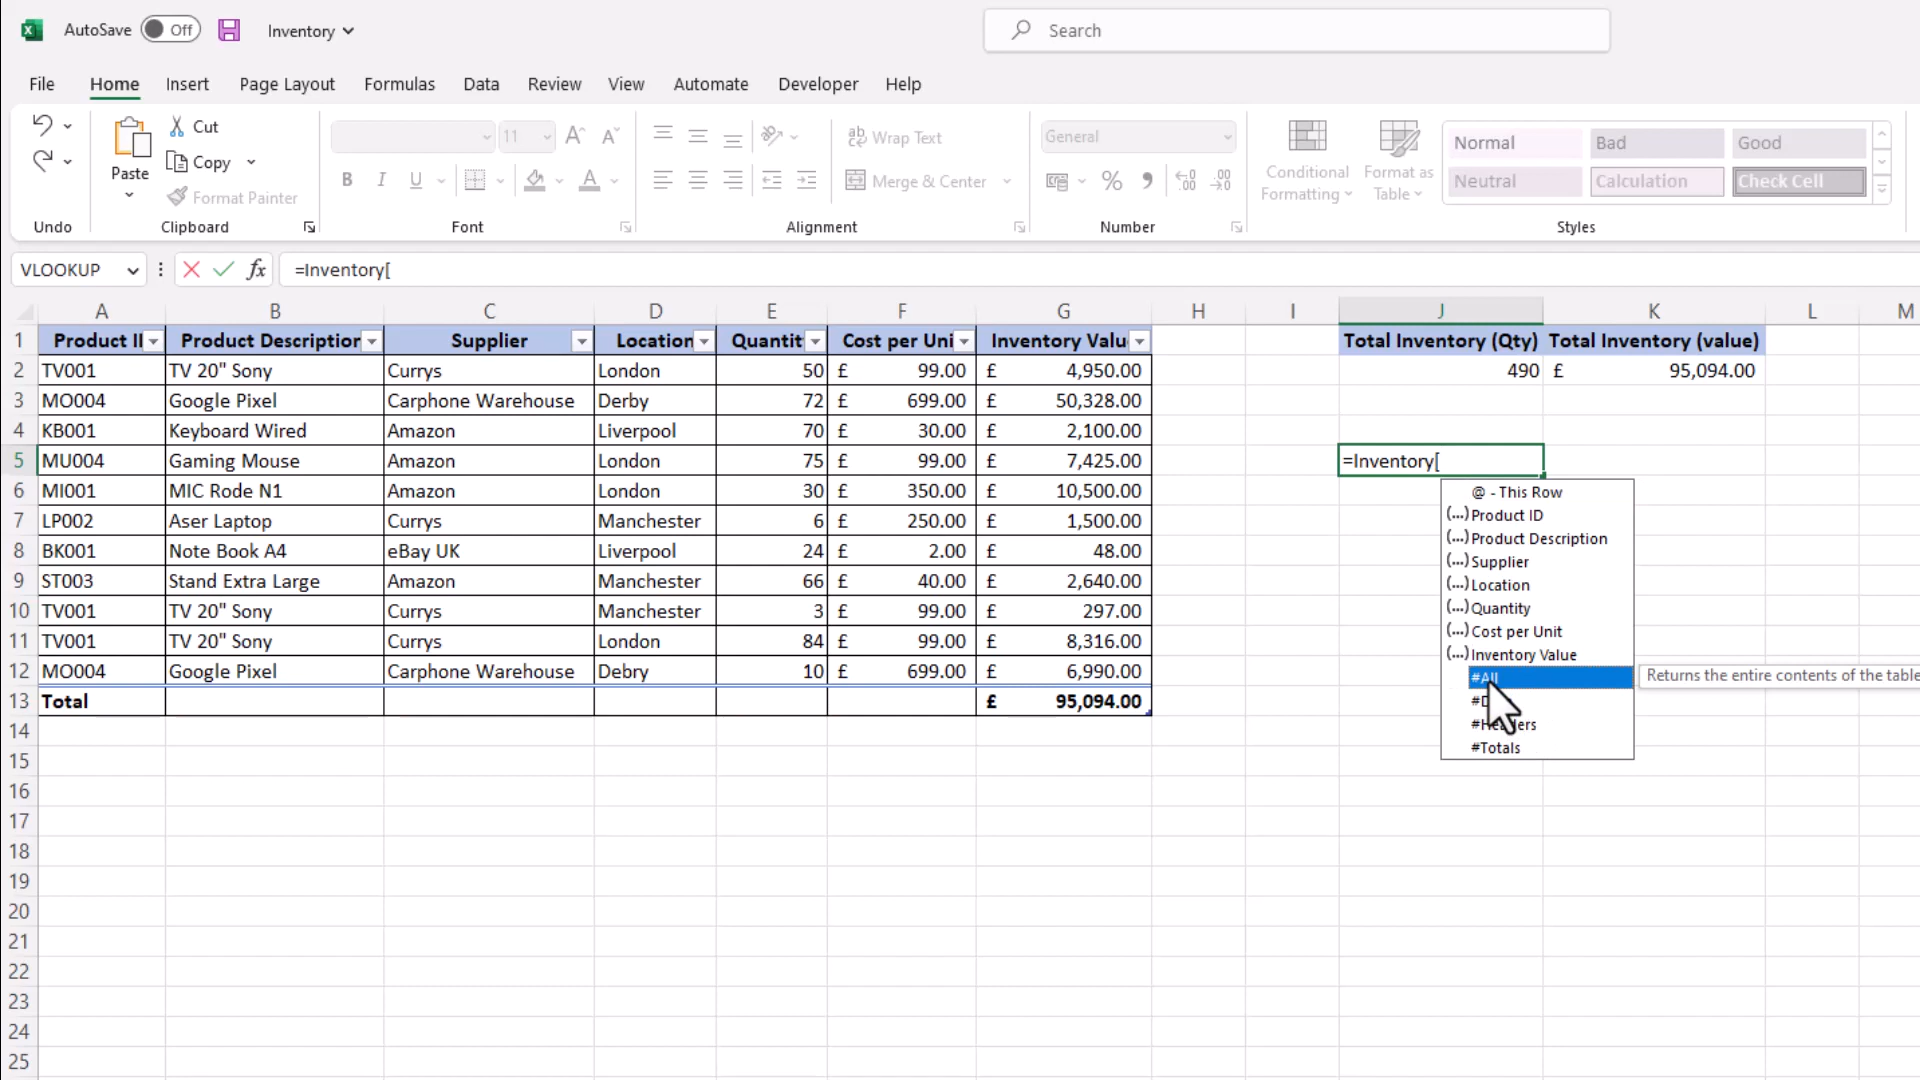 AutoSave Off Inventory Search
File Home Insert Page Layout Formulas Data Review View Automate Developer Help
Paste
Cut
Copy
Format Painter
11
Wrap Text
Merge & Center
General
Conditional Formatting
Format as Table
Normal Bad Good
Neutral Calculation Check Cell
Undo Clipboard Font Alignment Number Styles
VLOOKUP fx =Inventory[
A B C D E F G H I J K L M
1 Product I Product Description Supplier Location Quantit Cost per Uni Inventory Valu Total Inventory (Qty) Total Inventory (value)
2 TV001 TV 20" Sony Currys London 50 £ 99.00 £ 4,950.00 490 £ 95,094.00
3 MO004 Google Pixel Carphone Warehouse Derby 72 £ 699.00 £ 50,328.00
4 KB001 Keyboard Wired Amazon Liverpool 70 £ 30.00 £ 2,100.00
5 MU004 Gaming Mouse Amazon London 75 £ 99.00 £ 7,425.00 =Inventory[
6 MI001 MIC Rode N1 Amazon London 30 £ 350.00 £ 10,500.00
7 LP002 Aser Laptop Currys Manchester 6 £ 250.00 £ 1,500.00
8 BK001 Note Book A4 eBay UK Liverpool 24 £ 2.00 £ 48.00
9 ST003 Stand Extra Large Amazon Manchester 66 £ 40.00 £ 2,640.00
10 TV001 TV 20" Sony Currys Manchester 3 £ 99.00 £ 297.00
11 TV001 TV 20" Sony Currys London 84 £ 99.00 £ 8,316.00
12 MO004 Google Pixel Carphone Warehouse Debry 10 £ 699.00 £ 6,990.00
13 Total £ 95,094.00
14
15
16
17
18
19
20
21
22
23
24
25
@ - This Row
(...) Product ID
(...) Product Description
(...) Supplier
(...) Location
(...) Quantity
(...) Cost per Unit
(...) Inventory Value
#All
#Totals
Returns the entire contents of the table